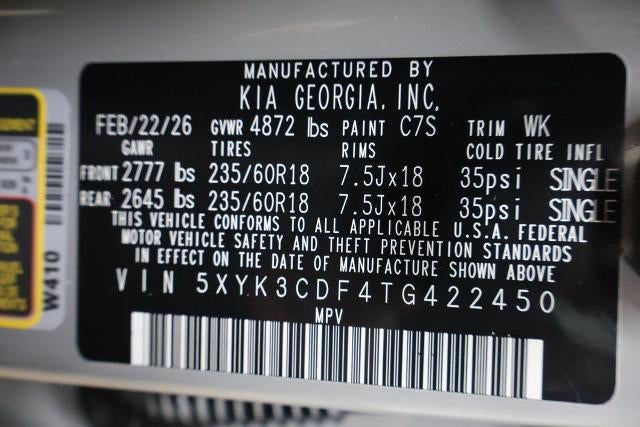 MANUFACTURED BY
KIA GEORGIA, INC,
FEB/22/26 GVWR 4872 lbs PAINT C7S TRIM WK
GAWR TIRES RIMS COLD TIRE INFL
FRONT 2777 lbs 235/60R18 7.5Jx18 35psi SINGLE
REAR 2645 lbs 235/60R18 7.5Jx18 35psi SINGLE
THIS VEHICLE CONFORMS TO ALL APPLICABLE U.S.A. FEDERAL
MOTOR VEHICLE SAFETY AND THEFT PREVENTION STANDARDS
IN EFFECT ON THE DATE OF MANUFACTURE SHOWN ABOVE
VIN 5XYK3CDF4TG422450
MPV
W410